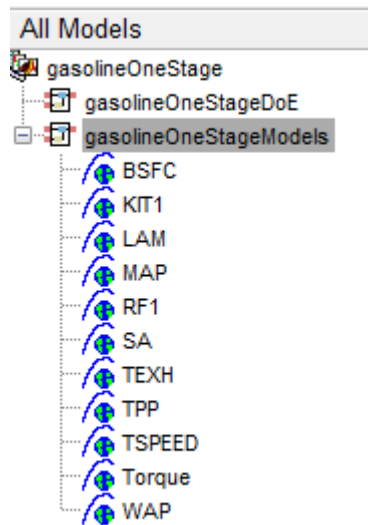 All Models
gasolineOneStage
gasolineOneStageDoE
gasolineOneStageModels
BSFC
KIT1
LAM
MAP
RF1
SA
TEXH
TPP
TSPEED
Torque
WAP